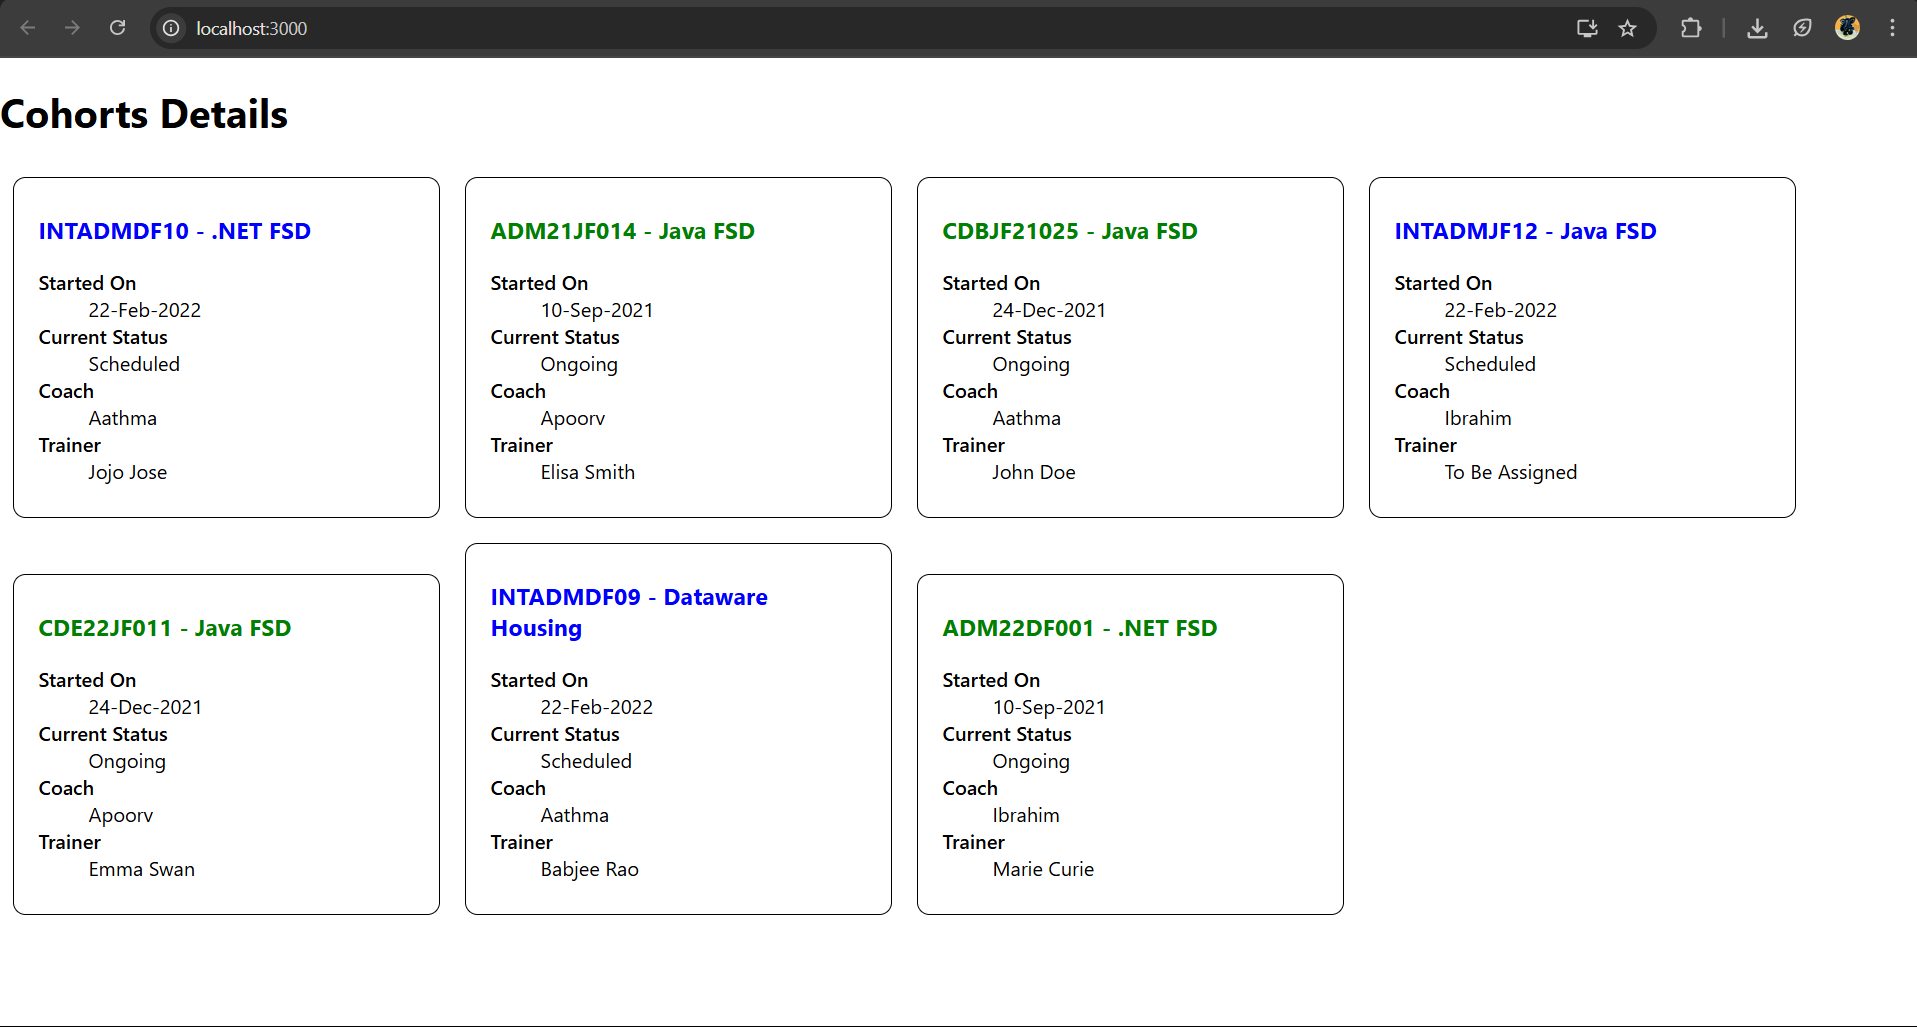 localhost:3000
Cohorts Details
INTADMDF10 - .NET FSD
Started On
22-Feb-2022
Current Status
Scheduled
Coach
Aathma
Trainer
Jojo Jose
ADM21JF014 - Java FSD
Started On
10-Sep-2021
Current Status
Ongoing
Coach
Apoorv
Trainer
Elisa Smith
CDBJF21025 - Java FSD
Started On
24-Dec-2021
Current Status
Ongoing
Coach
Aathma
Trainer
John Doe
INTADMJF12 - Java FSD
Started On
22-Feb-2022
Current Status
Scheduled
Coach
Ibrahim
Trainer
To Be Assigned
CDE22JF011 - Java FSD
Started On
24-Dec-2021
Current Status
Ongoing
Coach
Apoorv
Trainer
Emma Swan
INTADMDF09 - Dataware
Housing
Started On
22-Feb-2022
Current Status
Scheduled
Coach
Aathma
Trainer
Babjee Rao
ADM22DF001 - .NET FSD
Started On
10-Sep-2021
Current Status
Ongoing
Coach
Ibrahim
Trainer
Marie Curie